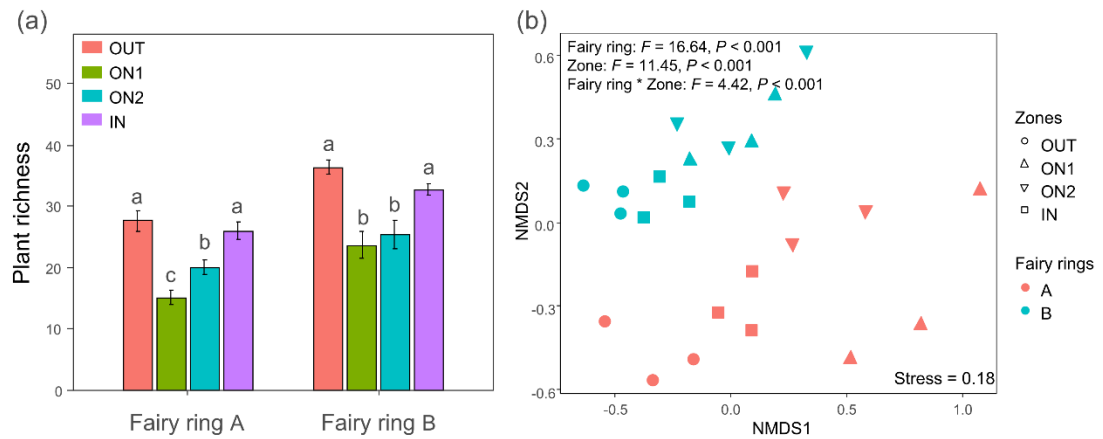 (a)
OUT
ON1
ON2
IN
Plant richness
50
40
30
20
10
0
a
c
b
a
a
b
b
a
Fairy ring A
Fairy ring B
(b)
Fairy ring: F = 16.64, P < 0.001
Zone: F = 11.45, P < 0.001
Fairy ring * Zone: F = 4.42, P < 0.001
NMDS2
0.6
0.3
0.0
-0.3
-0.6
Stress = 0.18
-0.5
0.0
0.5
1.0
NMDS1
Zones
OUT
ON1
ON2
IN
Fairy rings
A
B